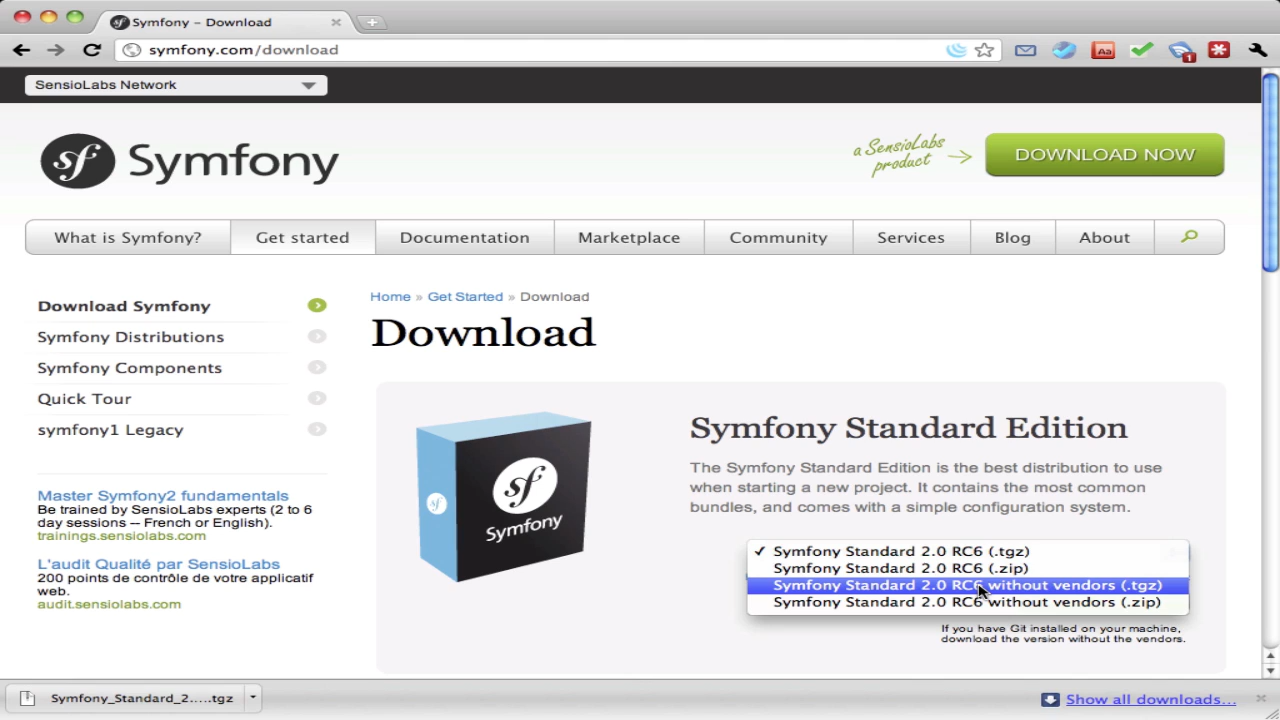 Symfony - Download
symfony.com/download
Aa
1
SensioLabs Network
sf Symfony
a SensioLabs
product
DOWNLOAD NOW
What is Symfony?
Get started
Documentation
Marketplace
Community
Services
Blog
About
Download Symfony
Symfony Distributions
Symfony Components
Quick Tour
symfony1 Legacy
Master Symfony2 fundamentals
Be trained by SensioLabs experts (2 to 6
day sessions -- French or English).
trainings.sensiolabs.com
L'audit Qualité par SensioLabs
200 points de contrôle de votre applicatif
web.
audit.sensiolabs.com
Home » Get Started » Download
Download
sf
sf
Symfony
Symfony Standard Edition
The Symfony Standard Edition is the best distribution to use
when starting a new project. It contains the most common
bundles, and comes with a simple configuration system.
✓ Symfony Standard 2.0 RC6 (.tgz)
Symfony Standard 2.0 RC6 (.zip)
Symfony Standard 2.0 RC6 without vendors (.tgz)
Symfony Standard 2.0 RC6 without vendors (.zip)
If you have Git installed on your machine,
download the version without the vendors.
Symfony_Standard_2.....tgz
Show all downloads...